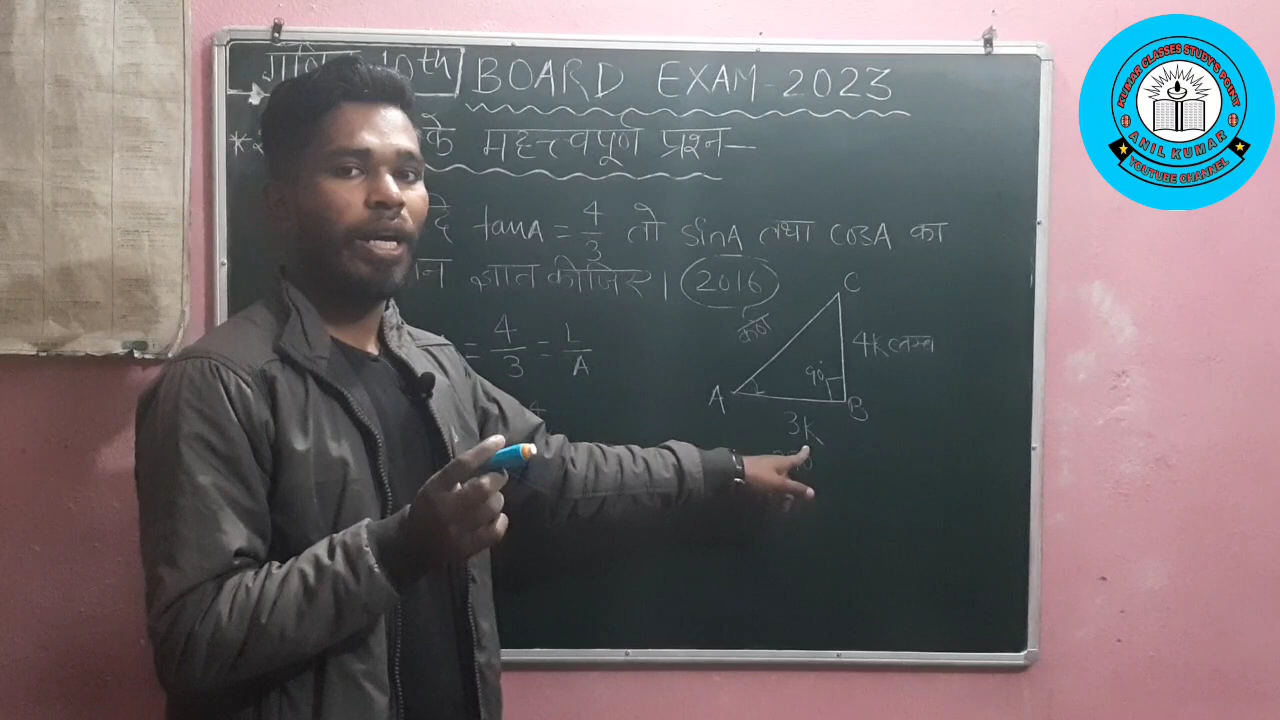 10th BOARD EXAM-2023
के महत्त्वपूर्ण प्रश्न—
tanA = 4/3 तो sinA तथा cosA का
ज्ञात कीजिए। 2016
= 4/3 = L/A
C
कर्ण
4K लम्ब
90°
A
B
3K
KUMAR CLASSES STUDY'S POINT
ANIL KUMAR
YOUTUBE CHANNEL